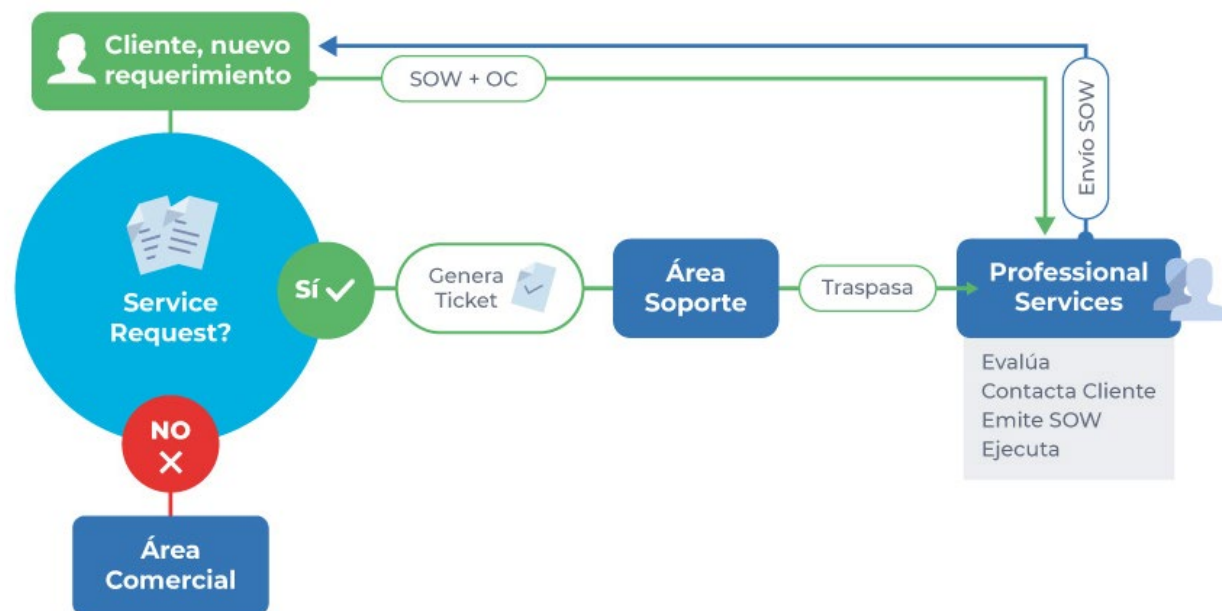 Cliente, nuevo
requerimiento
SOW + OC
Envío SOW
Service
Request?
Sí
Genera
Ticket
Área
Soporte
Traspasa
Professional
Services
Evalúa
Contacta Cliente
Emite SOW
Ejecuta
NO
Área
Comercial